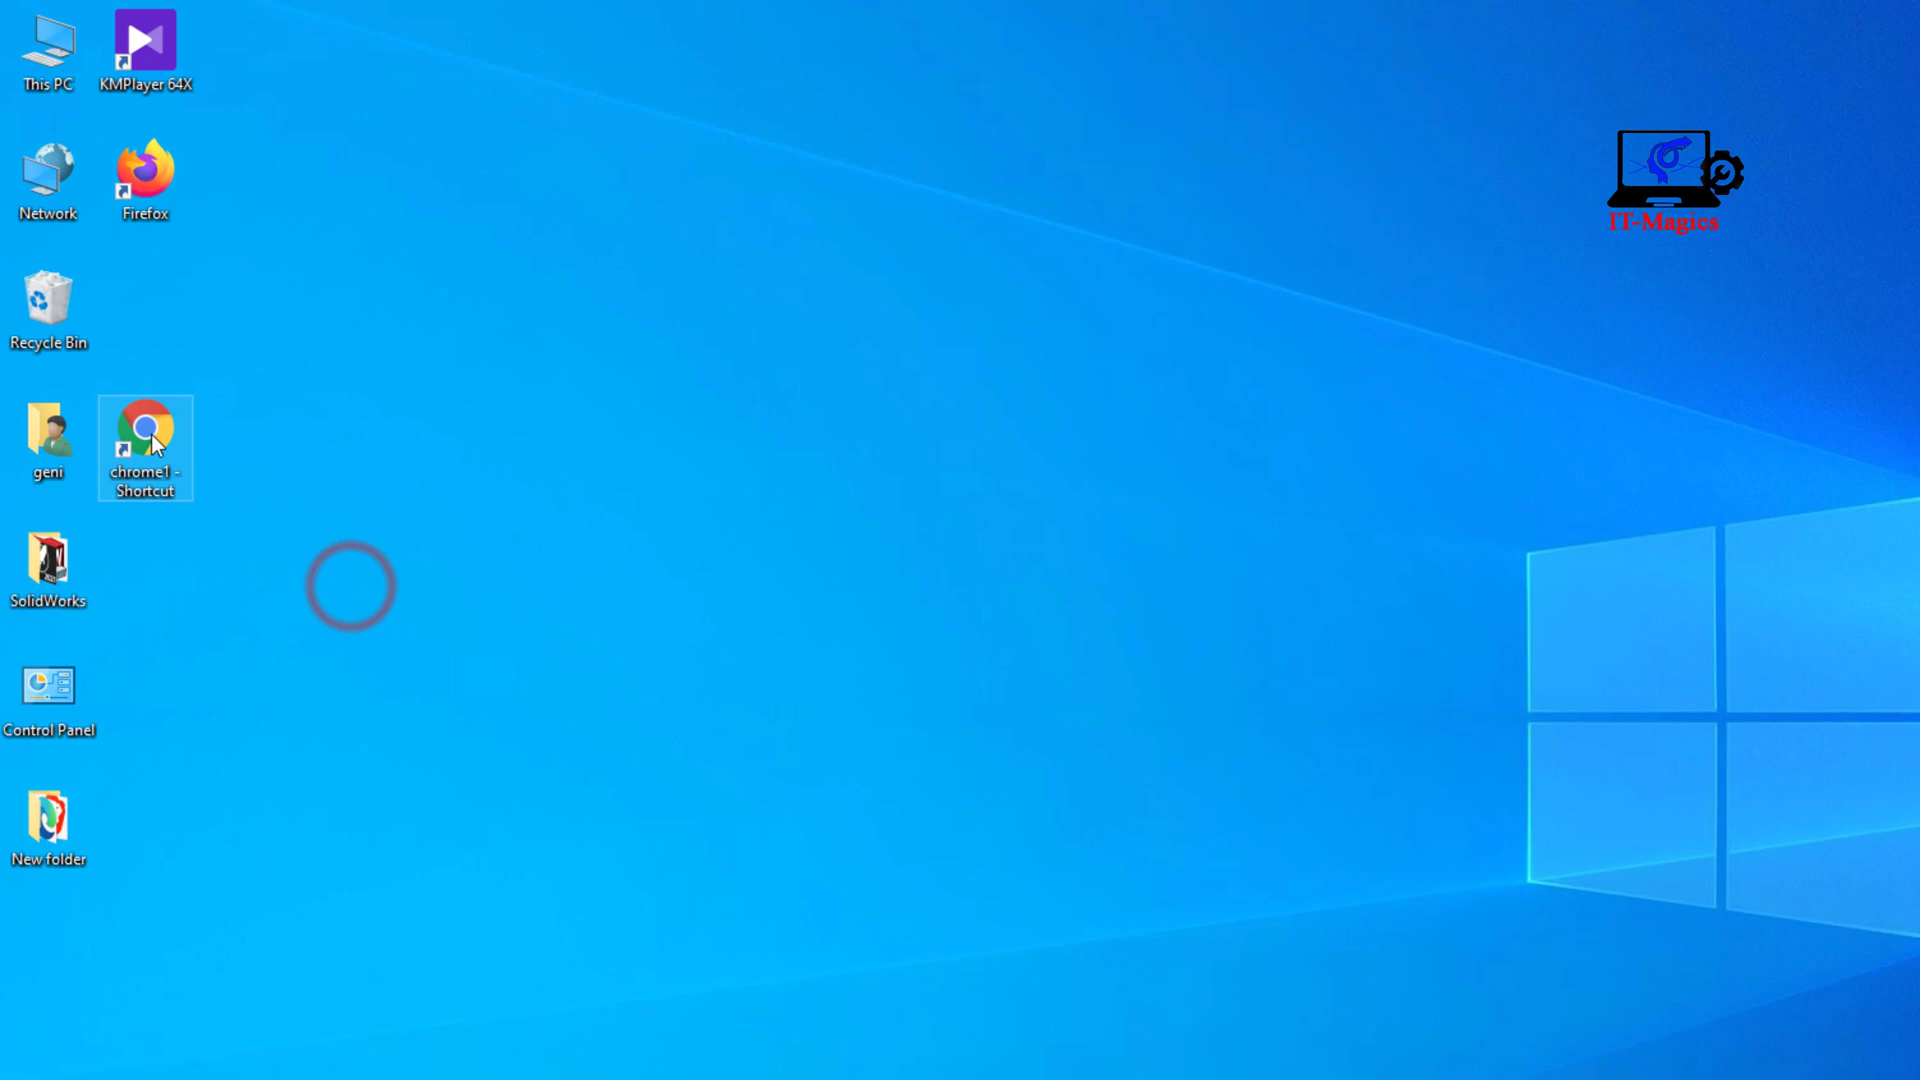 This PC
KMPlayer 64X
Network
Firefox
Recycle Bin
geni
chrome1 -
Shortcut
SolidWorks
Control Panel
New folder
IT-Magics